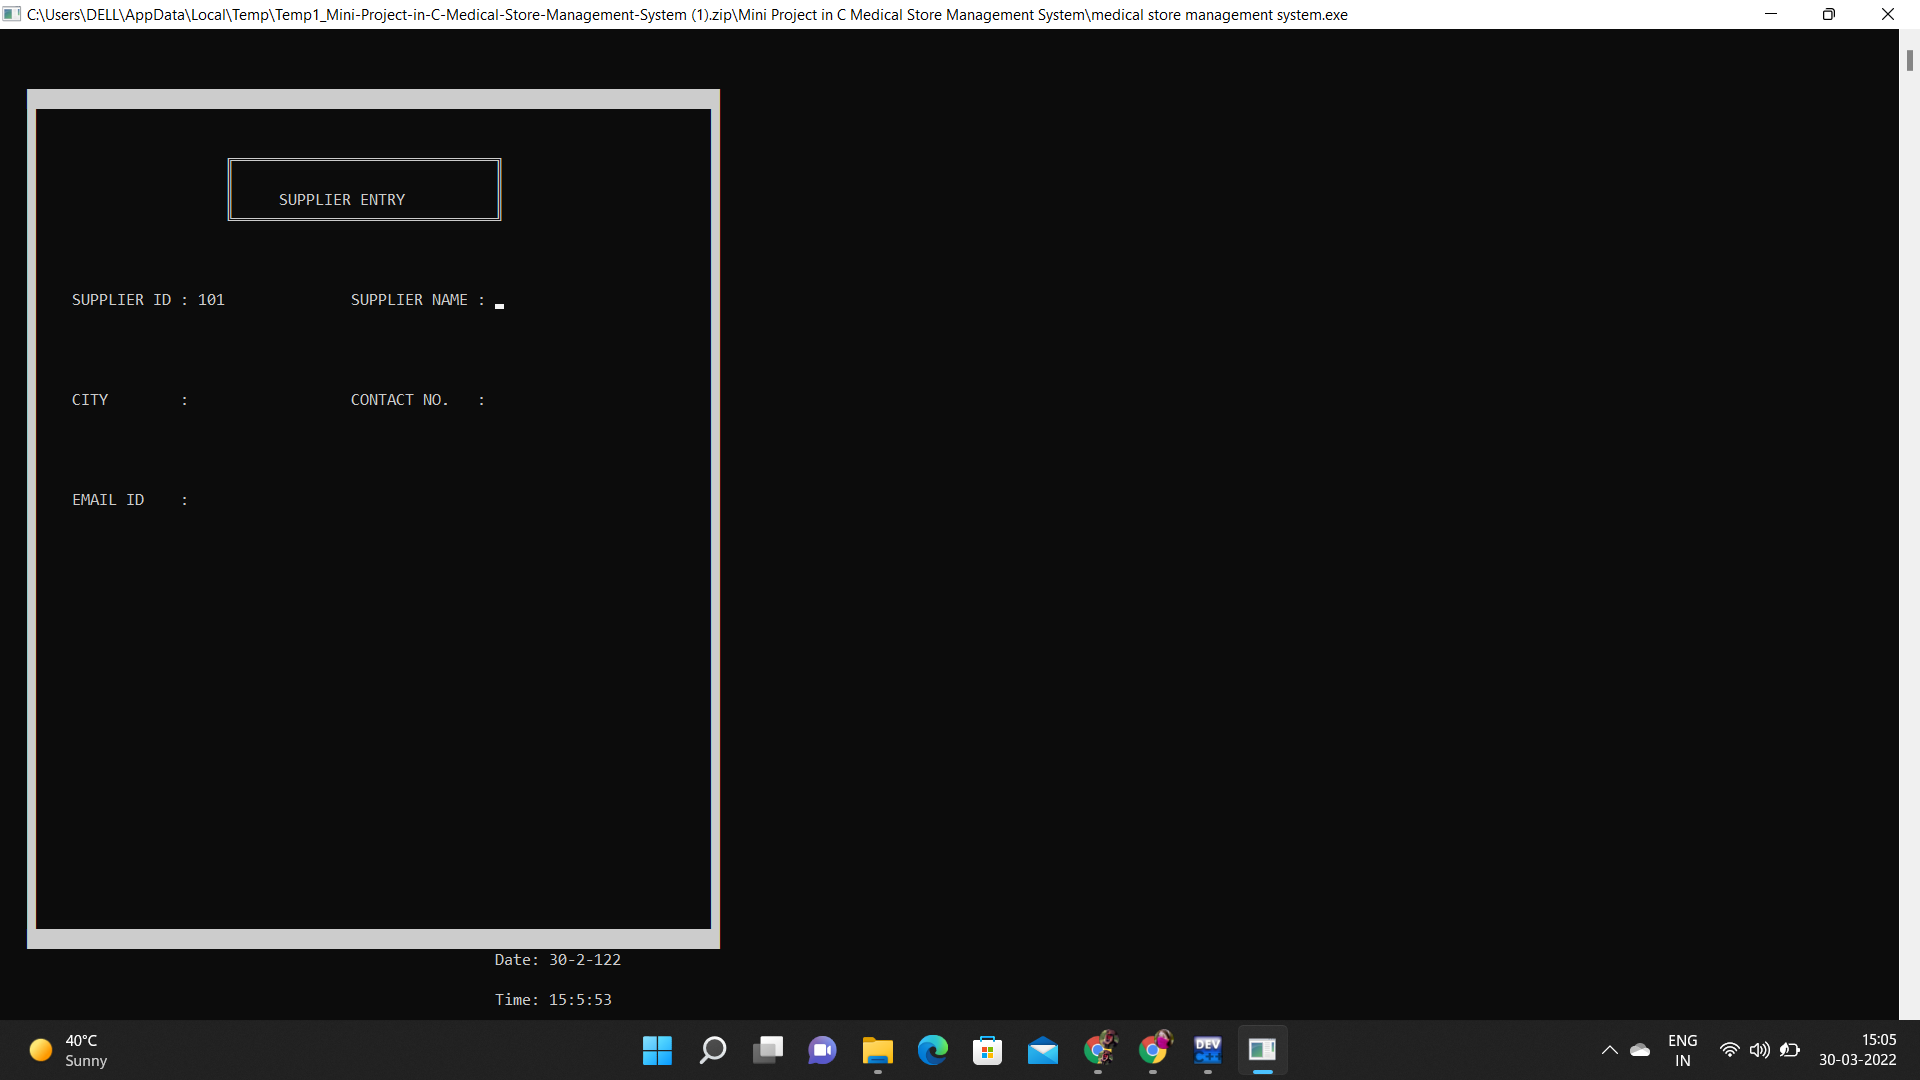 C:\Users\DELL\AppData\Local\Temp\Temp1_Mini-Project-in-C-Medical-Store-Management-System (1).zip\Mini Project in C Medical Store Management System\medical store management system.exe
SUPPLIER ENTRY
SUPPLIER ID : 101 SUPPLIER NAME :
CITY : CONTACT NO. :
EMAIL ID :
Date: 30-2-122
Time: 15:5:53
40°C
Sunny
DEV
C++
ENG
IN
15:05
30-03-2022